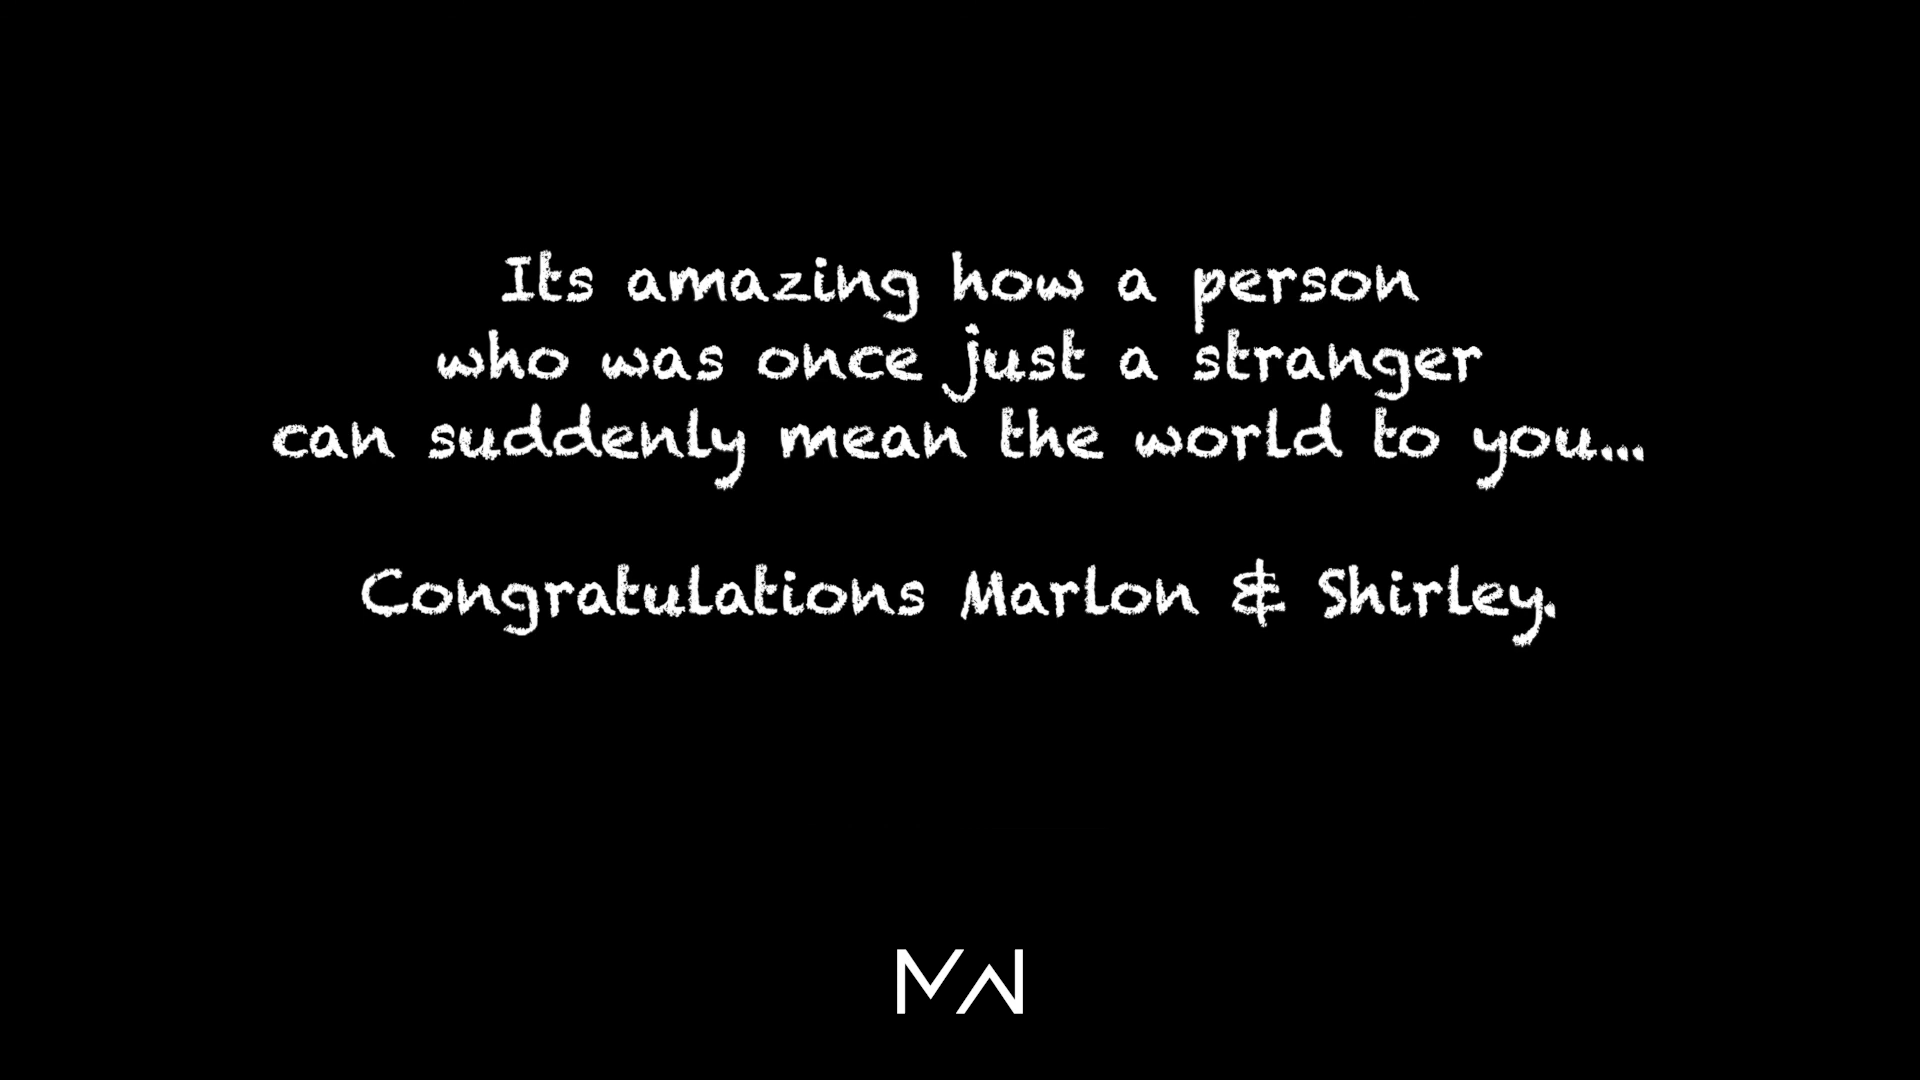 Its amazing how a person
who was once just a stranger
can suddenly mean the world to you...
Congratulations Marlon & Shirley.
MW